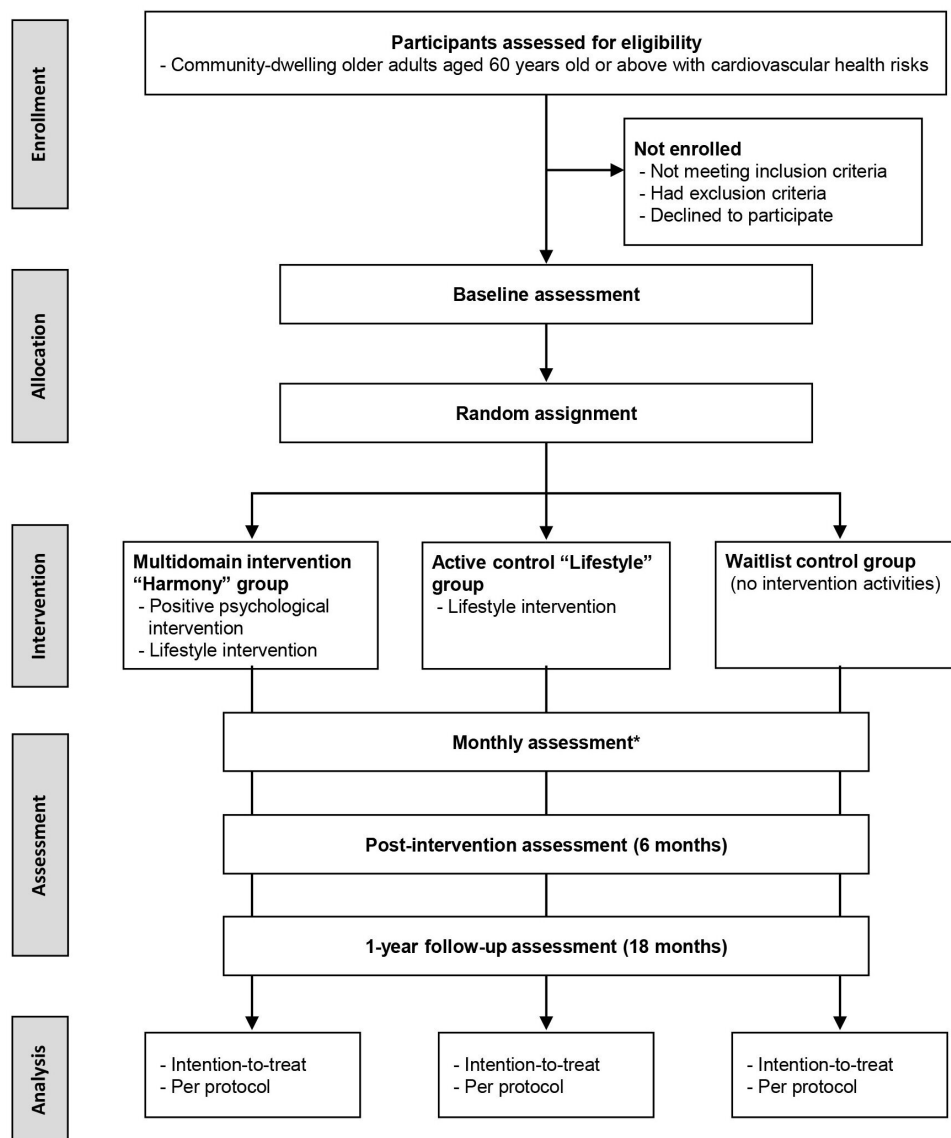 Enrollment
Participants assessed for eligibility
- Community-dwelling older adults aged 60 years old or above with cardiovascular health risks
Not enrolled
- Not meeting inclusion criteria
- Had exclusion criteria
- Declined to participate
Allocation
Baseline assessment
Random assignment
Intervention
Multidomain intervention
“Harmony” group
- Positive psychological
intervention
- Lifestyle intervention
Active control “Lifestyle”
group
- Lifestyle intervention
Waitlist control group
(no intervention activities)
Assessment
Monthly assessment*
Post-intervention assessment (6 months)
1-year follow-up assessment (18 months)
Analysis
- Intention-to-treat
- Per protocol
- Intention-to-treat
- Per protocol
- Intention-to-treat
- Per protocol